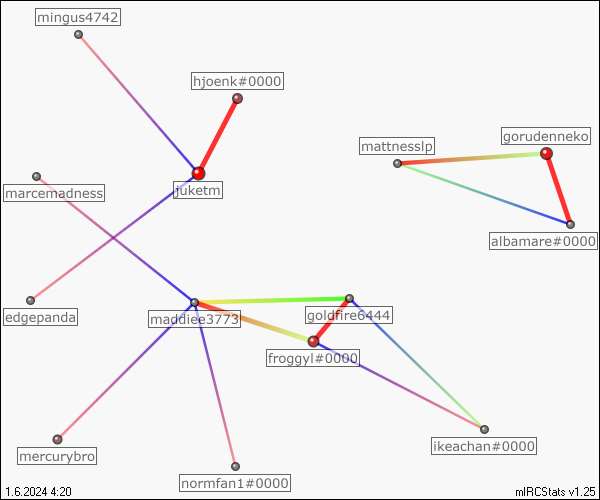 mingus4742
hjoenk#0000
gorudenneko
mattnesslp
marcemadness
juketm
albamare#0000
edgepanda
maddiee3773
goldfire6444
froggyl#0000
mercurybro
ikeachan#0000
normfan1#0000
1.6.2024 4:20
mIRCStats v1.25